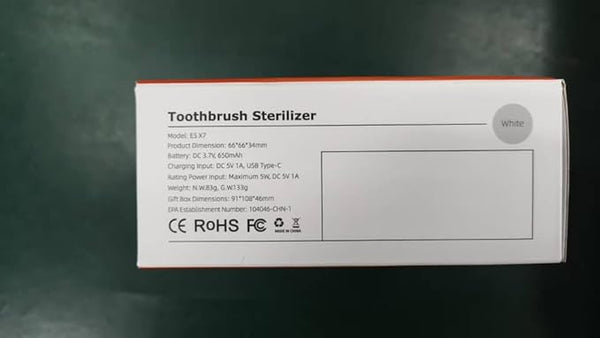 Toothbrush Sterilizer
White
Model: ES X7
Product Dimension: 66*66*34mm
Battery: DC 3.7V, 650mAh
Charging Input: DC 5V 1A, USB Type-C
Rating Power Input: Maximum 5W, DC 5V 1A
Weight: N.W.83g, G.W.133g
Gift Box Dimensions: 91*108*46mm
EPA Establishment Number: 104046-CHN-1
CE RoHS FC
MADE IN CHINA